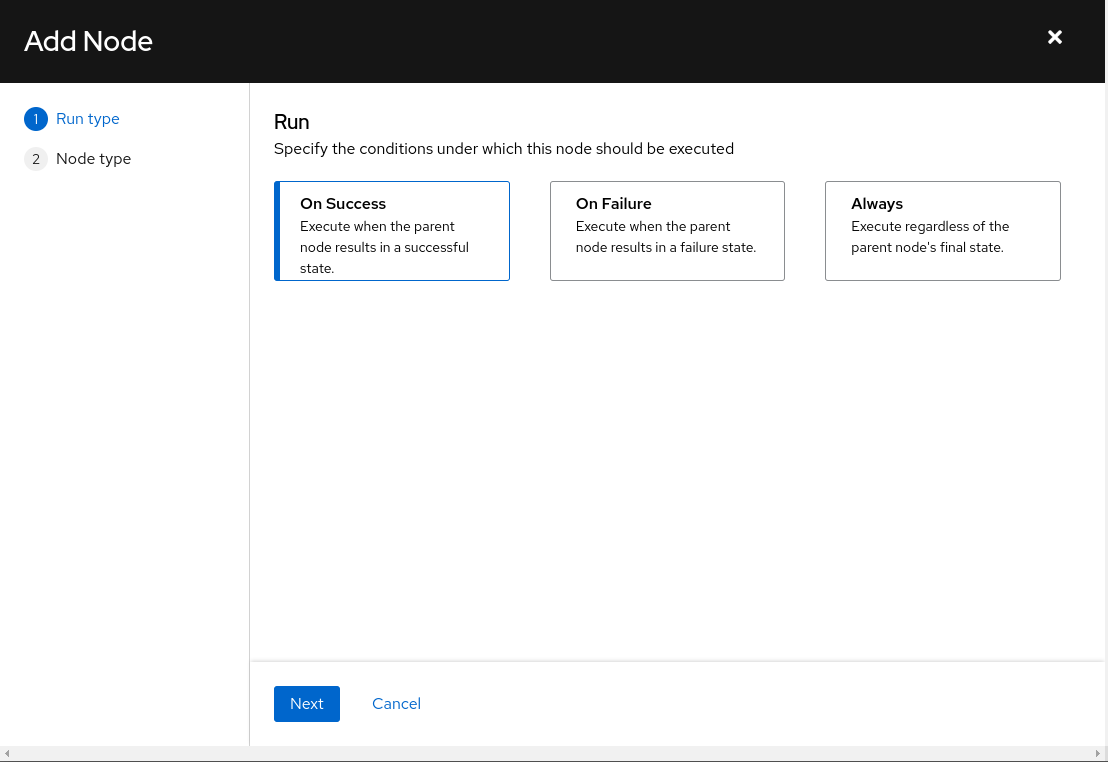 Add Node
1 Run type
2 Node type
Run
Specify the conditions under which this node should be executed
On Success
Execute when the parent
node results in a successful
state.
On Failure
Execute when the parent
node results in a failure state.
Always
Execute regardless of the
parent node's final state.
Next
Cancel